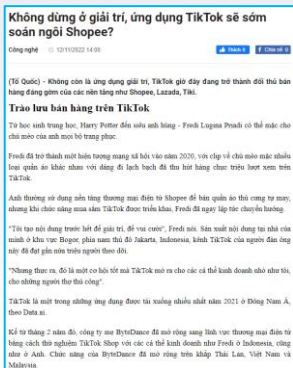 Không dừng ở giải trí, ứng dụng TikTok sẽ sớm
soán ngôi Shopee?
Công nghệ 12/11/2022 14:05
Thích 0 Chia sẻ 0
(Tổ Quốc) - Không còn là ứng dụng giải trí, TikTok giờ đây đang trở thành đối thủ bán
hàng đáng gờm của các nền tảng như Shopee, Lazada, Tiki.
Trào lưu bán hàng trên TikTok
Từ học sinh trung học, Harry Potter đến siêu anh hùng - Fredi Lugina Priadi có thể mặc cho
chú mèo của anh mọi bộ trang phục.
Fredi đã trở thành một hiện tượng mạng xã hội vào năm 2020, với clip về chú mèo mặc nhiều
loại quần áo khác nhau với dáng đi lạch bạch đã thu hút hàng chục triệu lượt xem trên
TikTok.
Anh thường sử dụng nền tảng thương mại điện tử Shopee để bán quần áo thú cưng tự may,
nhưng khi chức năng mua sắm TikTok được triển khai, Fredi đã ngay lập tức chuyển hướng.
"Tôi tạo nội dung trước hết để giải trí, để vui cười", Fredi nói. Sản xuất nội dung tại nhà của
mình ở khu vực Bogor, phía nam thủ đô Jakarta, Indonesia, kênh TikTok của người đàn ông
này đã đạt gần nửa triệu người theo dõi.
"Nhưng thực ra, đó là một cơ hội tốt mà TikTok mở ra cho các cá thể kinh doanh nhỏ như tôi,
cho những người thợ thủ công".
TikTok là một trong những ứng dụng được tải xuống nhiều nhất năm 2021 ở Đông Nam Á,
theo Data.ai.
Kể từ tháng 2 năm đó, công ty mẹ ByteDance đã mở rộng sang lĩnh vực thương mại điện tử
bằng cách thử nghiệm TikTok Shop với các cá thể kinh doanh như Fredi ở Indonesia, cũng
như ở Anh. Chức năng của ByteDance đã mở rộng trên khắp Thái Lan, Việt Nam và
Malaysia.